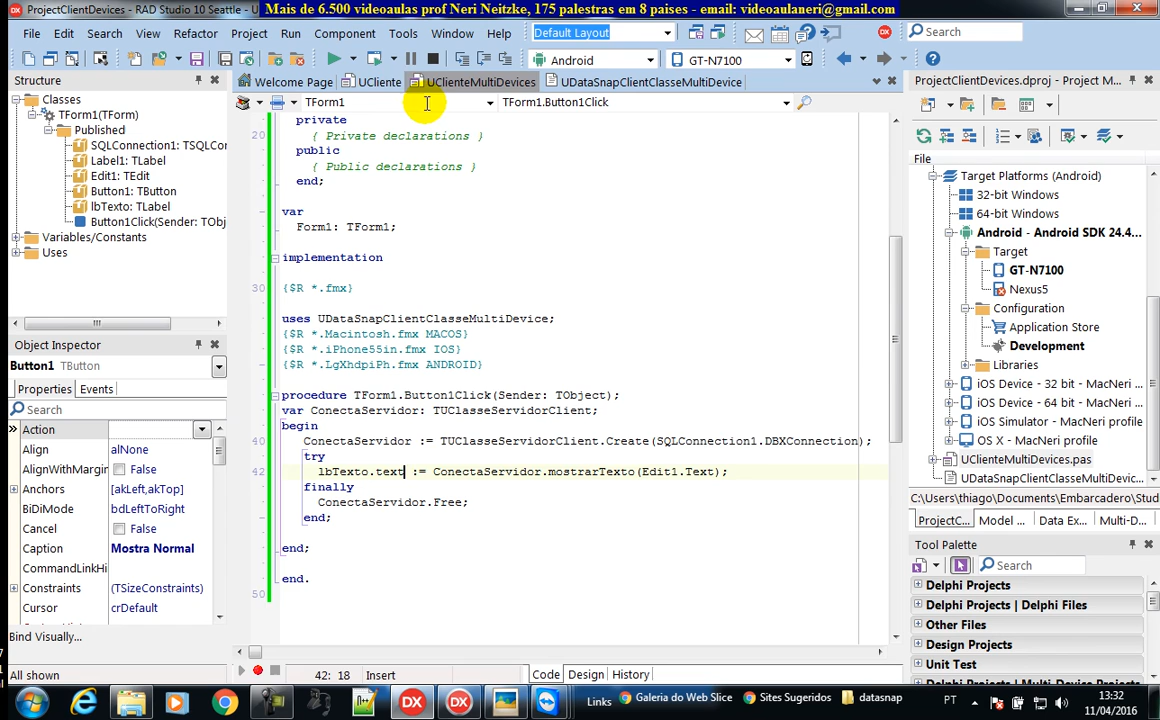 ProjectClientDevices - RAD Studio 10 Seattle -
Mais de 6.500 videoaulas prof Neri Neitzke, 175 palestras em 8 paises - email: videoaulaneri@gmail.com
File Edit Search View Refactor Project Run Component Tools Window Help
Default Layout
Search
Android
GT-N7100
Structure
Classes
TForm1(TForm)
Published
SQLConnection1: TSQLCor
Label1: TLabel
Edit1: TEdit
Button1: TButton
lbTexto: TLabel
Button1Click(Sender: TObj
Variables/Constants
Uses
Object Inspector
Button1 TButton
Properties Events
Search
Action
Align alNone
AlignWithMargin False
Anchors [akLeft,akTop]
BiDiMode bdLeftToRight
Cancel False
Caption Mostra Normal
CommandLinkHi
Constraints (TSizeConstraints)
Cursor crDefault
Bind Visually...
All shown
Welcome Page UCliente UClienteMultiDevices UDataSnapClientClasseMultiDevice
TForm1 TForm1.Button1Click
private
20 { Private declarations }
public
{ Public declarations }
end;
var
Form1: TForm1;
implementation
30 {$R *.fmx}
uses UDataSnapClientClasseMultiDevice;
{$R *.Macintosh.fmx MACOS}
{$R *.iPhone55in.fmx IOS}
{$R *.LgXhdpiPh.fmx ANDROID}
procedure TForm1.Button1Click(Sender: TObject);
var ConectaServidor: TUClasseServidorClient;
begin
40 ConectaServidor := TUClasseServidorClient.Create(SQLConnection1.DBXConnection);
try
42 lbTexto.text := ConectaServidor.mostrarTexto(Edit1.Text);
finally
ConectaServidor.Free;
end;
end;
end.
50
42: 18 Insert
Code Design History
ProjectClientDevices.dproj - Project M...
File
Target Platforms (Android)
32-bit Windows
64-bit Windows
Android - Android SDK 24.4...
Target
GT-N7100
Nexus5
Configuration
Application Store
Development
Libraries
iOS Device - 32 bit - MacNeri ...
iOS Device - 64 bit - MacNeri ...
iOS Simulator - MacNeri profile
OS X - MacNeri profile
UClienteMultiDevices.pas
UDataSnapClientClasseMultiDevic...
C:\Users\thiago\Documents\Embarcadero\Stud
ProjectC... Model ... Data Ex... Multi-D...
Tool Palette
Search
Delphi Projects
Delphi Projects | Delphi Files
Other Files
Design Projects
Unit Test
Delphi Projects | Multi-Device Projects
Links Galeria do Web Slice Sites Sugeridos datasnap
PT
13:32
11/04/2016